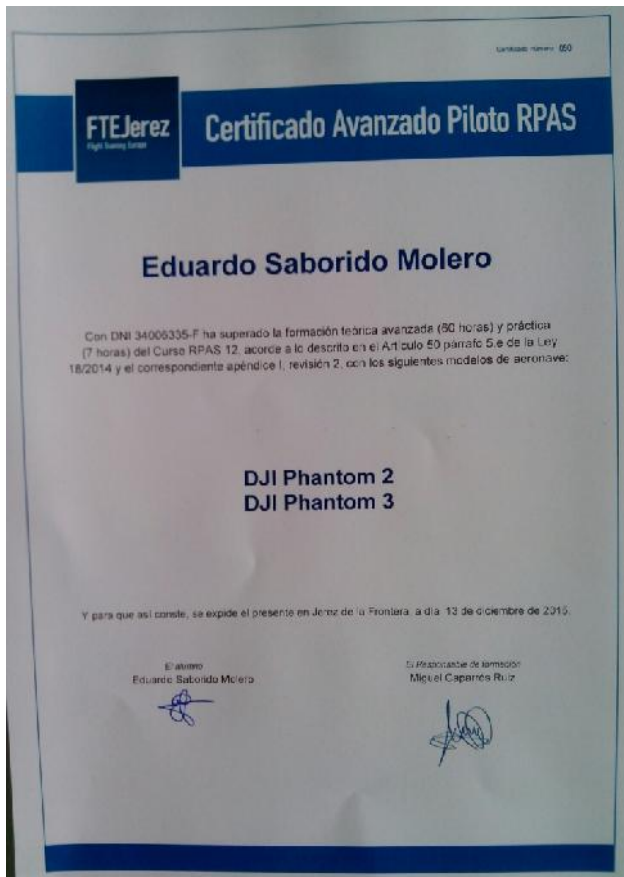 Certificado número: 050
FTEJerez
Flight Training Europe
Certificado Avanzado Piloto RPAS
Eduardo Saborido Molero
Con DNI 34006335-F ha superado la formación teórica avanzada (60 horas) y práctica
(7 horas) del Curso RPAS 12, acorde a lo descrito en el Artículo 50 párrafo 5.e de la Ley
18/2014 y el correspondiente apéndice I, revisión 2, con los siguientes modelos de aeronave:
DJI Phantom 2
DJI Phantom 3
Y para que así conste, se expide el presente en Jerez de la Frontera, a día 13 de diciembre de 2015.
El alumno
Eduardo Saborido Molero
El Responsable de formación
Miguel Caparrós Ruiz